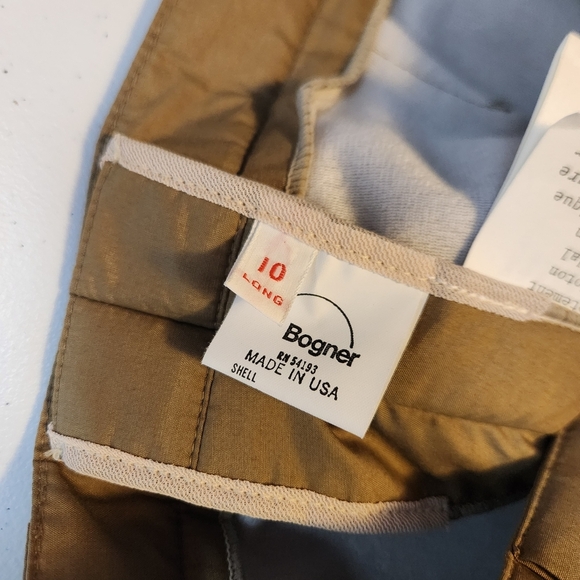 10
LONG
Bogner
RN 54193
MADE IN USA
SHELL